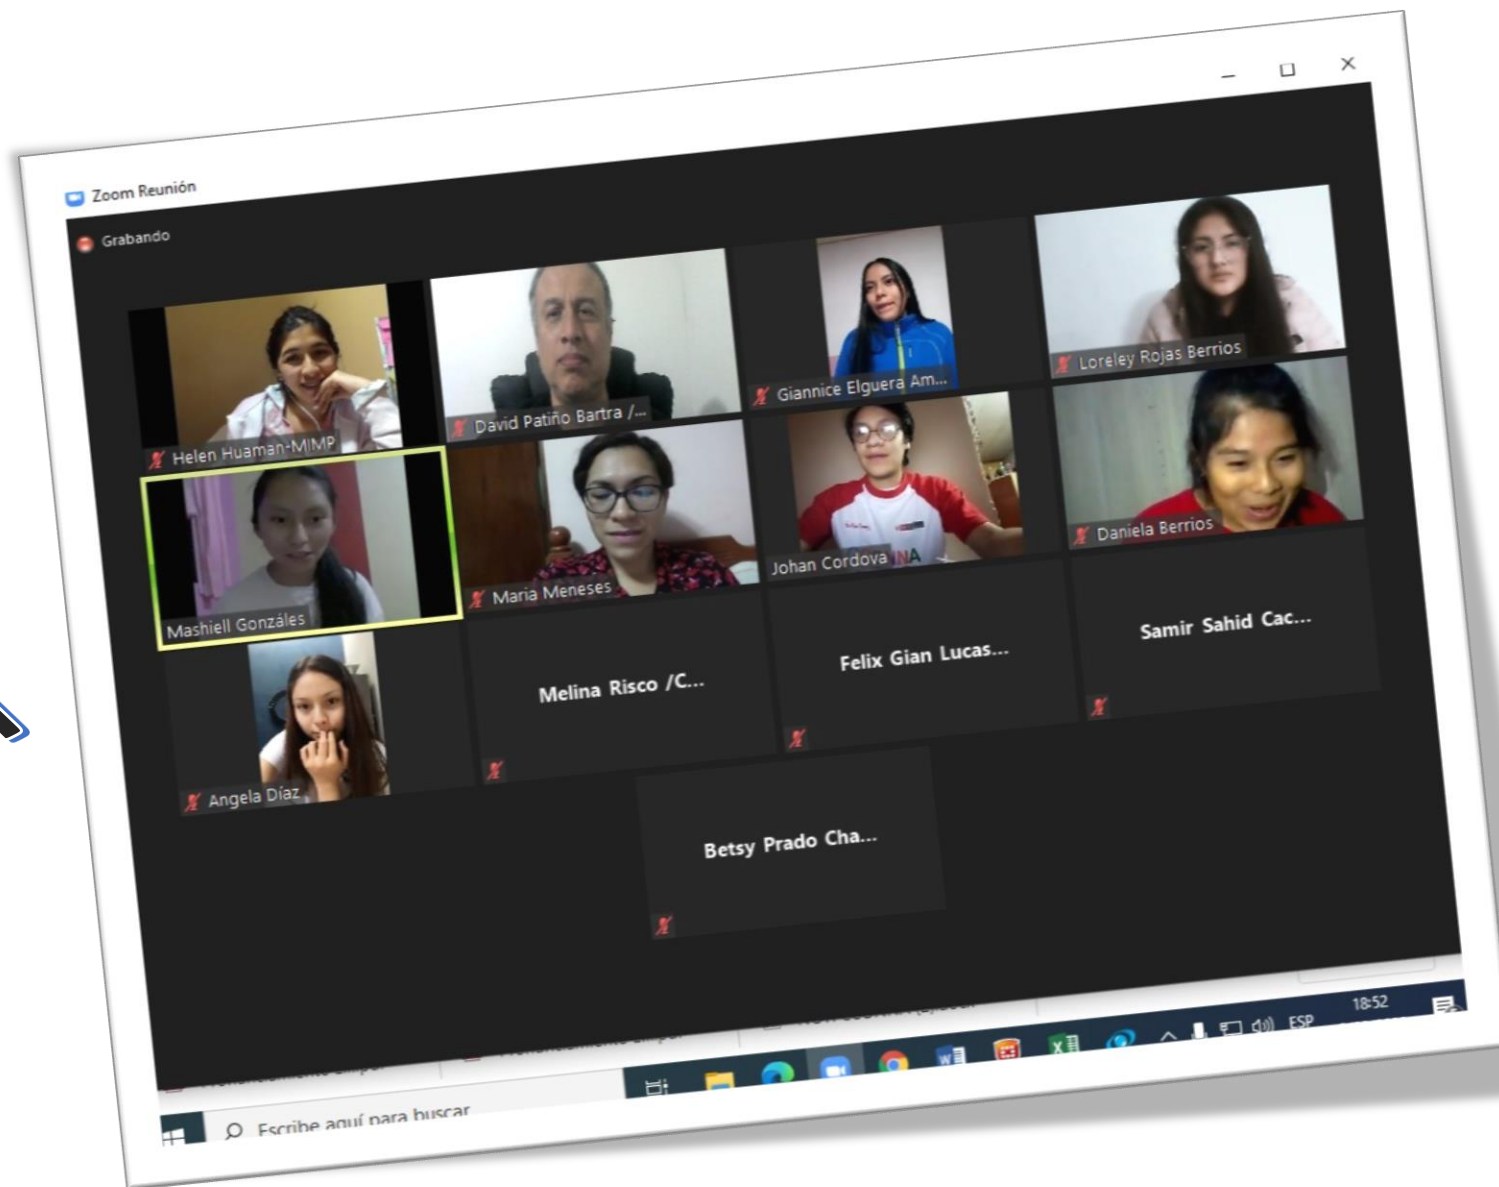 Zoom Reunión
Grabando
Helen Huaman-MIMP
David Patiño Bartra /...
Giannice Elguera Am...
Loreley Rojas Berrios
Mashiell Gonzáles
Maria Meneses
Johan Cordova
NA
Daniela Berrios
Angela Díaz
Melina Risco /C...
Felix Gian Lucas...
Samir Sahid Cac...
Betsy Prado Cha...
Escribe aquí para buscar
ESP
18:52